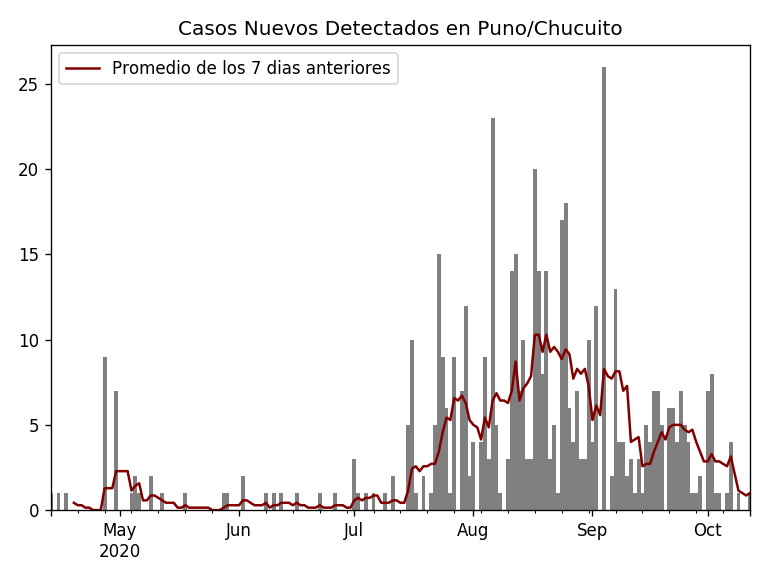 Casos Nuevos Detectados en Puno/Chucuito
Promedio de los 7 dias anteriores
25
20
15
10
5
0
May Jun Jul Aug Sep Oct
2020